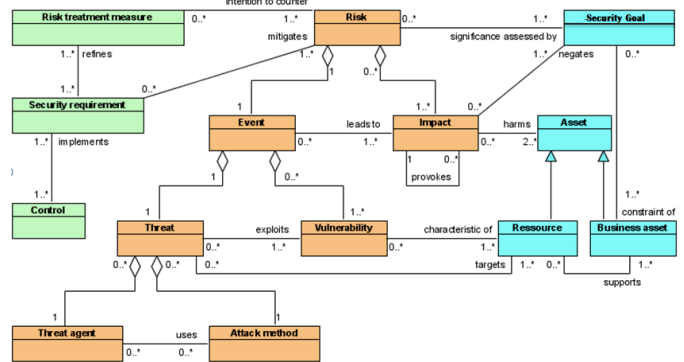 intention to counter
Risk treatment measure
0..*
1..*
Risk
0..*
1..*
-Security Goal
mitigates
significance assessed by
1..*
refines
1..*
1
0..*
1..*
negates
0..*
1..*
0..*
Security requirement
1
1..*
0..*
Event
leads to
Impact
harms
Asset
1..*
implements
0..*
1..*
1
0..*
0..*
2..*
provokes
1
0..*
1..*
1..*
Control
1
1..*
constraint of
Threat
exploits
Vulnerability
characteristic of
Ressource
Business asset
0..*
1..*
0..*
1..*
0..*
0..*
0..*
targets
1..*
0..*
1..*
supports
1
1
Threat agent
uses
Attack method
0..*
0..*